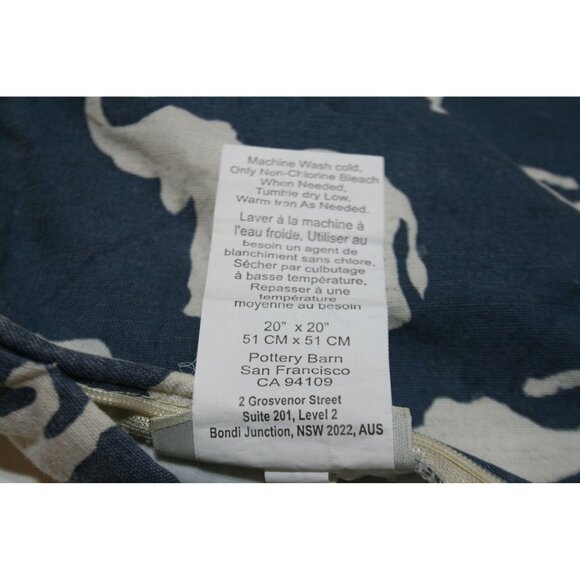 Machine Wash cold,
Only Non-Chlorine Bleach
When Needed,
Tumble dry Low,
Warm Iron As Needed.
Laver à la machine à
l'eau froide, Utiliser au
besoin un agent de
blanchiment sans chlore,
Sécher par culbutage
à basse température,
Repasser à une
température
moyenne au besoin
20" x 20"
51 CM x 51 CM
Pottery Barn
San Francisco
CA 94109
2 Grosvenor Street
Suite 201, Level 2
Bondi Junction, NSW 2022, AUS